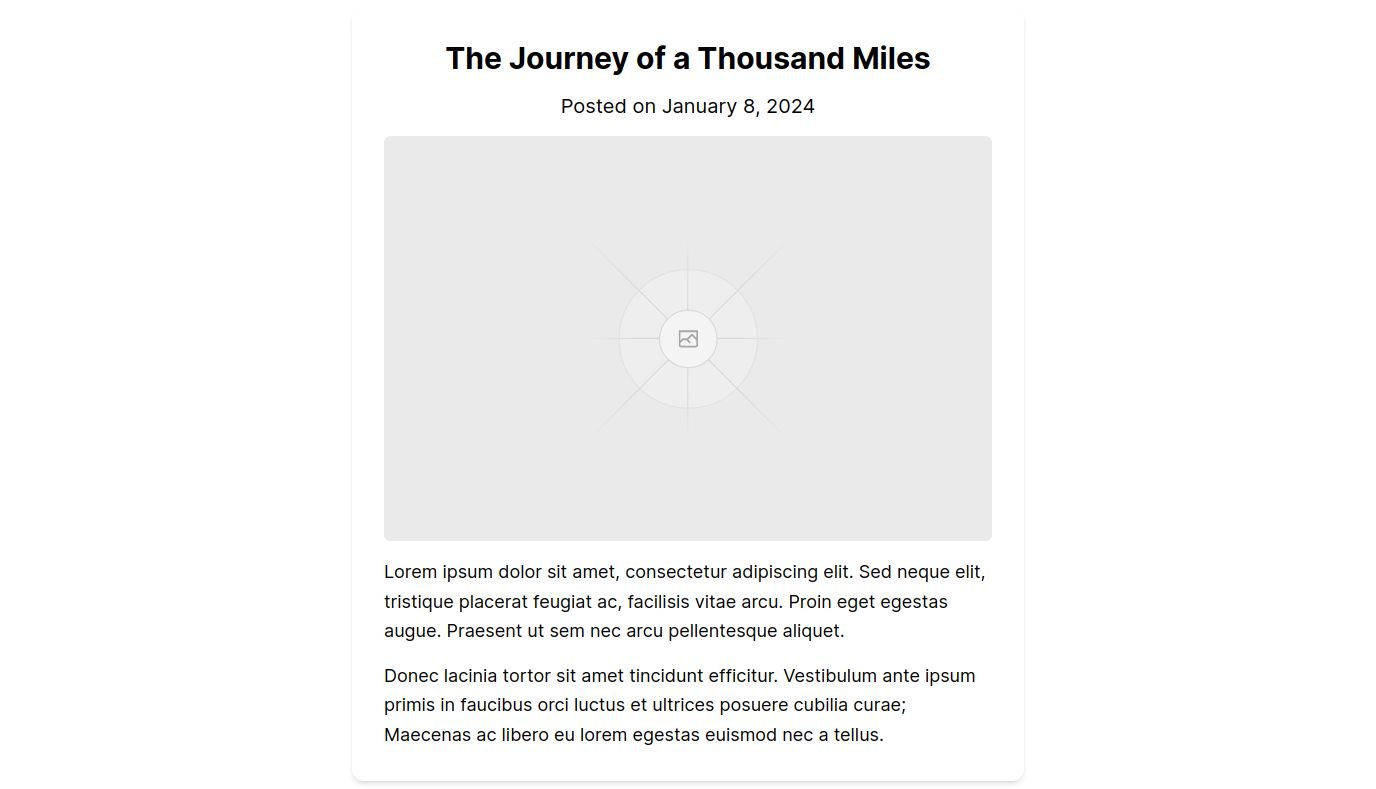 The Journey of a Thousand Miles
Posted on January 8, 2024
Lorem ipsum dolor sit amet, consectetur adipiscing elit. Sed neque elit,
tristique placerat feugiat ac, facilisis vitae arcu. Proin eget egestas
augue. Praesent ut sem nec arcu pellentesque aliquet.
Donec lacinia tortor sit amet tincidunt efficitur. Vestibulum ante ipsum
primis in faucibus orci luctus et ultrices posuere cubilia curae;
Maecenas ac libero eu lorem egestas euismod nec a tellus.